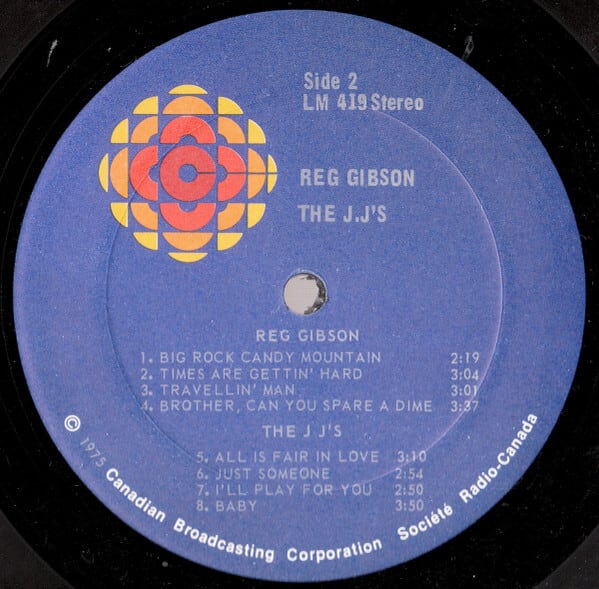 Side 2
LM 419 Stereo
REG GIBSON
THE J.J'S
REG GIBSON
1. BIG ROCK CANDY MOUNTAIN 2:19
2. TIMES ARE GETTIN' HARD 3:04
3. TRAVELLIN' MAN 3:01
4. BROTHER, CAN YOU SPARE A DIME 3:37
THE J J'S
5. ALL IS FAIR IN LOVE 3:10
6. JUST SOMEONE 2:54
7. I'LL PLAY FOR YOU 2:50
8. BABY 3:50
© 1975 Canadian Broadcasting Corporation Société Radio-Canada